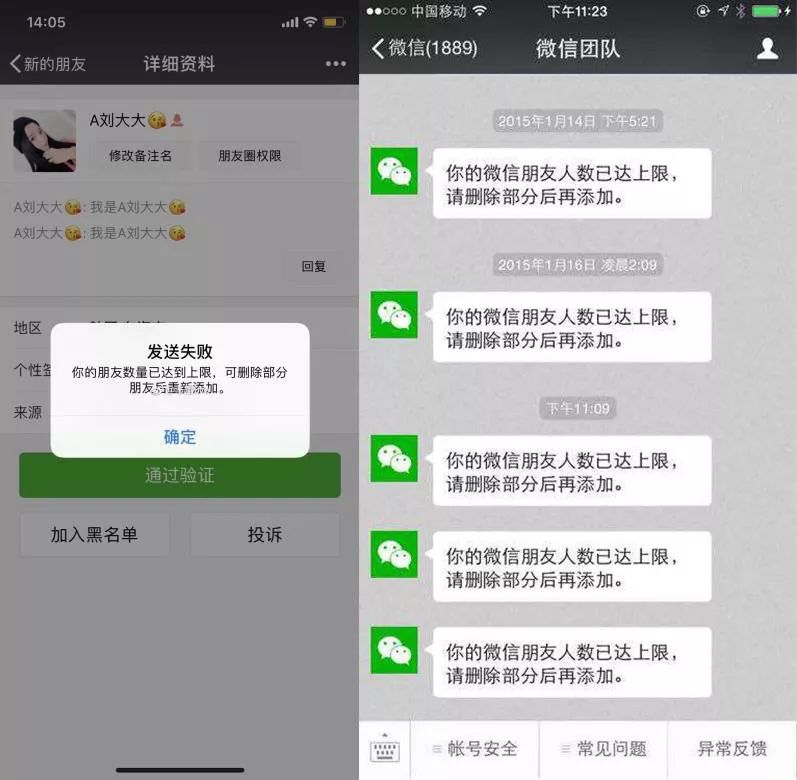 14:05
新的朋友
详细资料
A刘大大😘
修改备注名
朋友圈权限
A刘大大😘: 我是A刘大大😘
A刘大大😘: 我是A刘大大😘
回复
地区
个性签
来源
发送失败
你的朋友数量已达到上限，可删除部分
朋友后重新添加。
确定
通过验证
加入黑名单
投诉
中国移动
下午11:23
微信(1889)
微信团队
2015年1月14日 下午5:21
你的微信朋友人数已达上限，
请删除部分后再添加。
2015年1月16日 凌晨2:09
你的微信朋友人数已达上限，
请删除部分后再添加。
下午11:09
你的微信朋友人数已达上限，
请删除部分后再添加。
你的微信朋友人数已达上限，
请删除部分后再添加。
你的微信朋友人数已达上限，
请删除部分后再添加。
帐号安全
常见问题
异常反馈